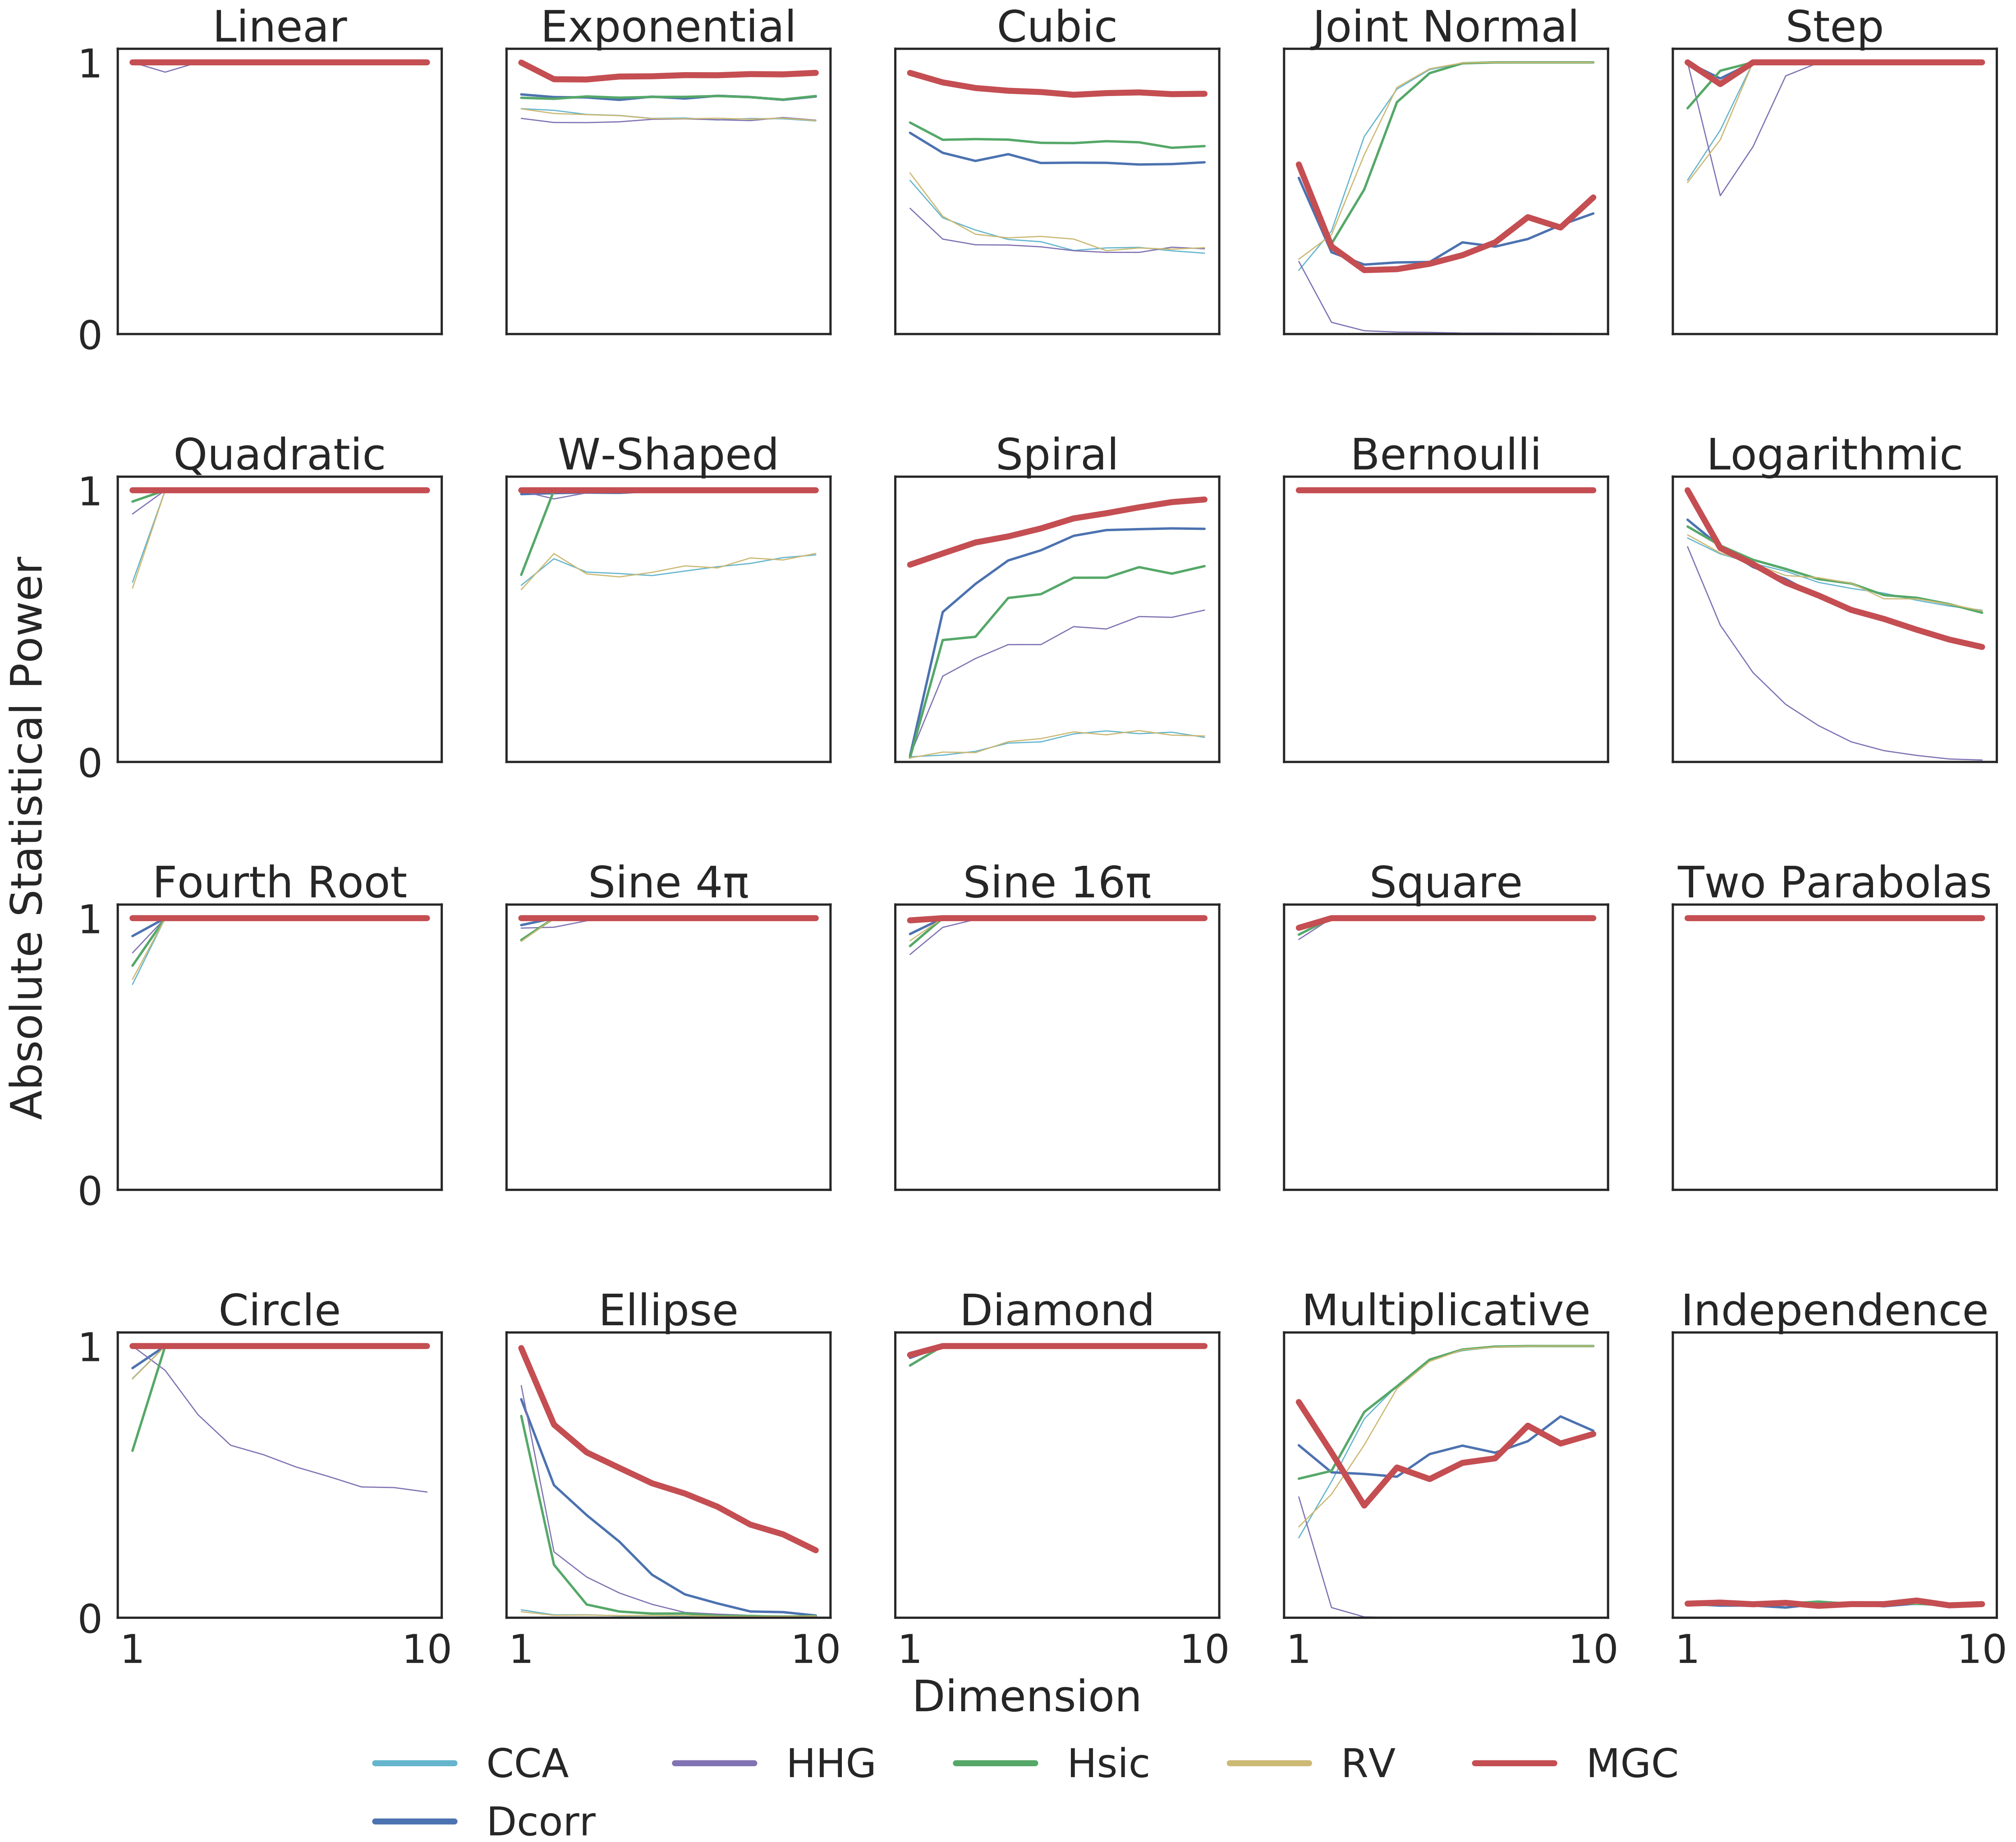 Linear Exponential Cubic Joint Normal Step
1
0
Quadratic W-Shaped Spiral Bernoulli Logarithmic
1
0
Absolute Statistical Power
Fourth Root Sine 4π Sine 16π Square Two Parabolas
1
0
Circle Ellipse Diamond Multiplicative Independence
1
0
1 10 1 10 1 10 1 10 1 10
Dimension
CCA HHG Hsic RV MGC
Dcorr